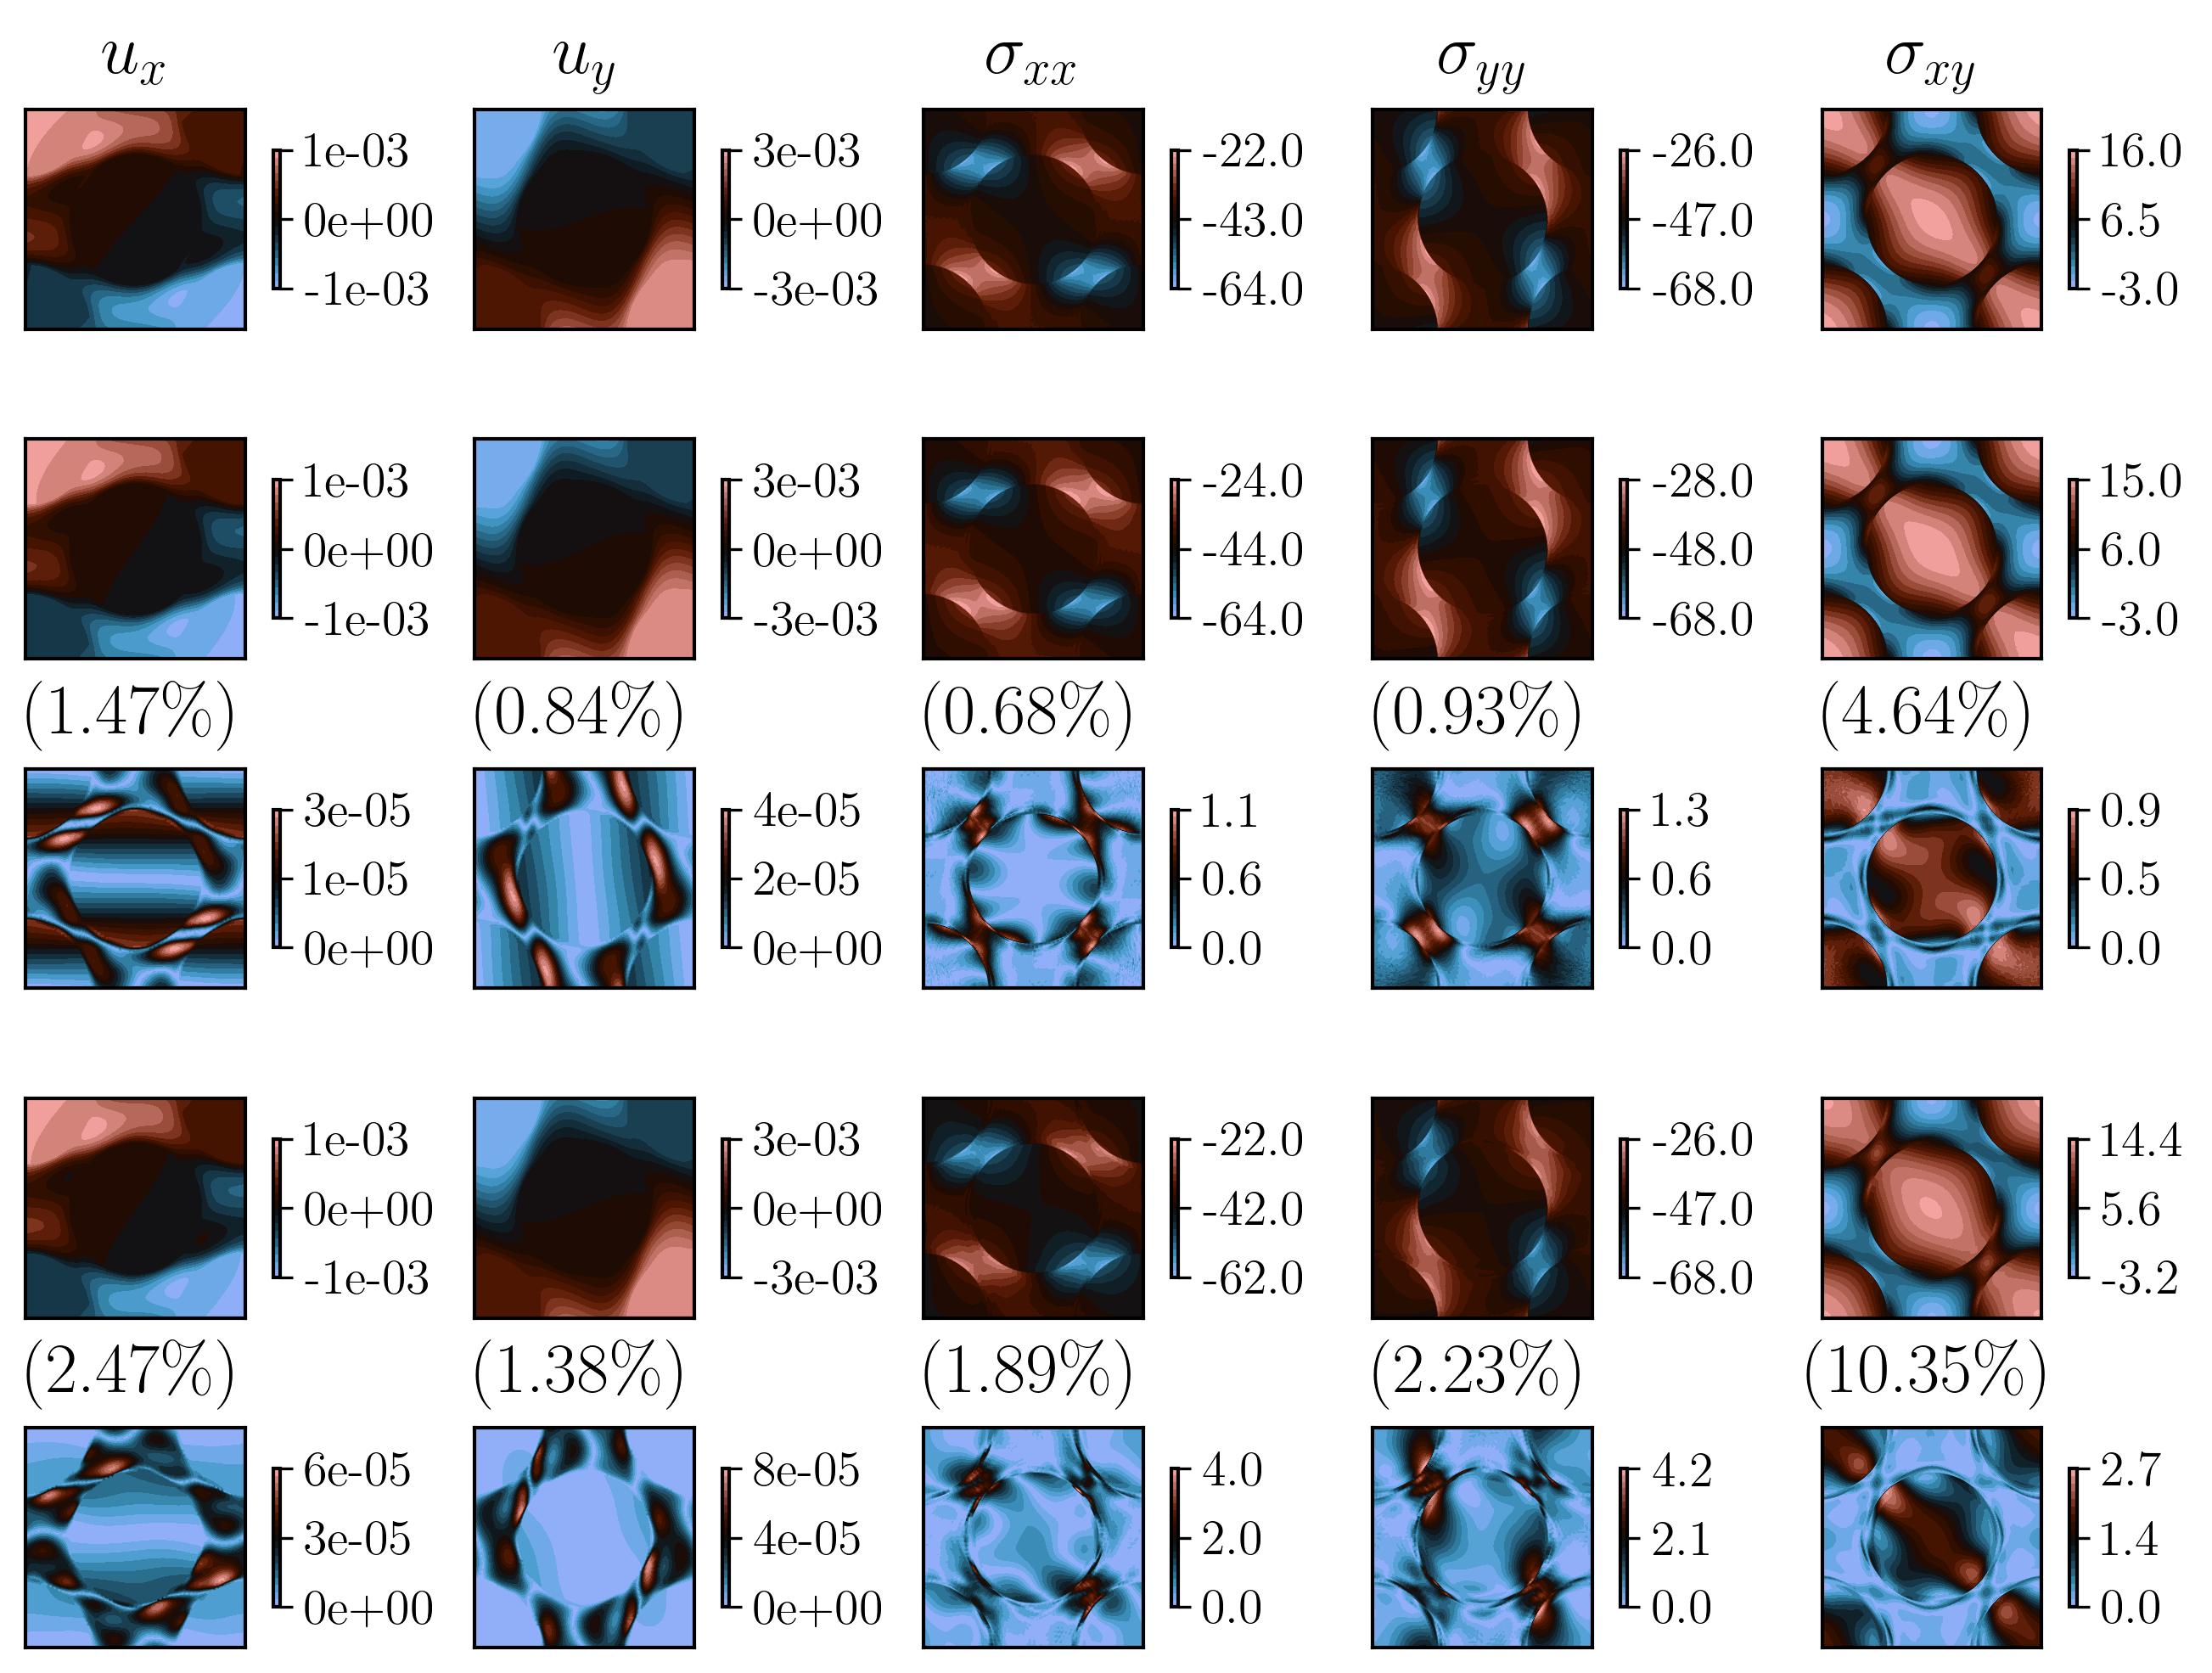 u_x u_y σ_xx σ_yy σ_xy
1e-03 3e-03 -22.0 -26.0 16.0
0e+00 0e+00 -43.0 -47.0 6.5
-1e-03 -3e-03 -64.0 -68.0 -3.0
1e-03 3e-03 -24.0 -28.0 15.0
0e+00 0e+00 -44.0 -48.0 6.0
-1e-03 -3e-03 -64.0 -68.0 -3.0
(1.47%) (0.84%) (0.68%) (0.93%) (4.64%)
3e-05 4e-05 1.1 1.3 0.9
1e-05 2e-05 0.6 0.6 0.5
0e+00 0e+00 0.0 0.0 0.0
1e-03 3e-03 -22.0 -26.0 14.4
0e+00 0e+00 -42.0 -47.0 5.6
-1e-03 -3e-03 -62.0 -68.0 -3.2
(2.47%) (1.38%) (1.89%) (2.23%) (10.35%)
6e-05 8e-05 4.0 4.2 2.7
3e-05 4e-05 2.0 2.1 1.4
0e+00 0e+00 0.0 0.0 0.0